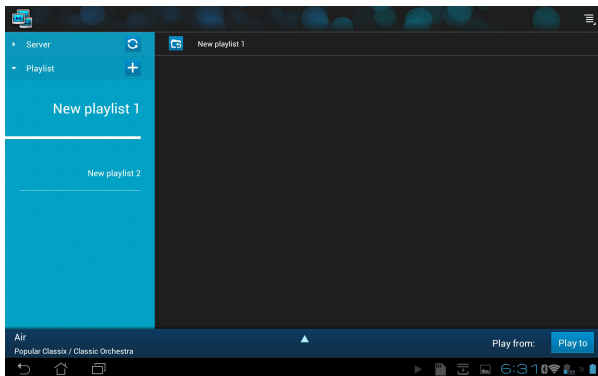 Server
New playlist 1
Playlist
New playlist 1
New playlist 2
Air
Popular Classix / Classic Orchestra
Play from:
Play to
6:31